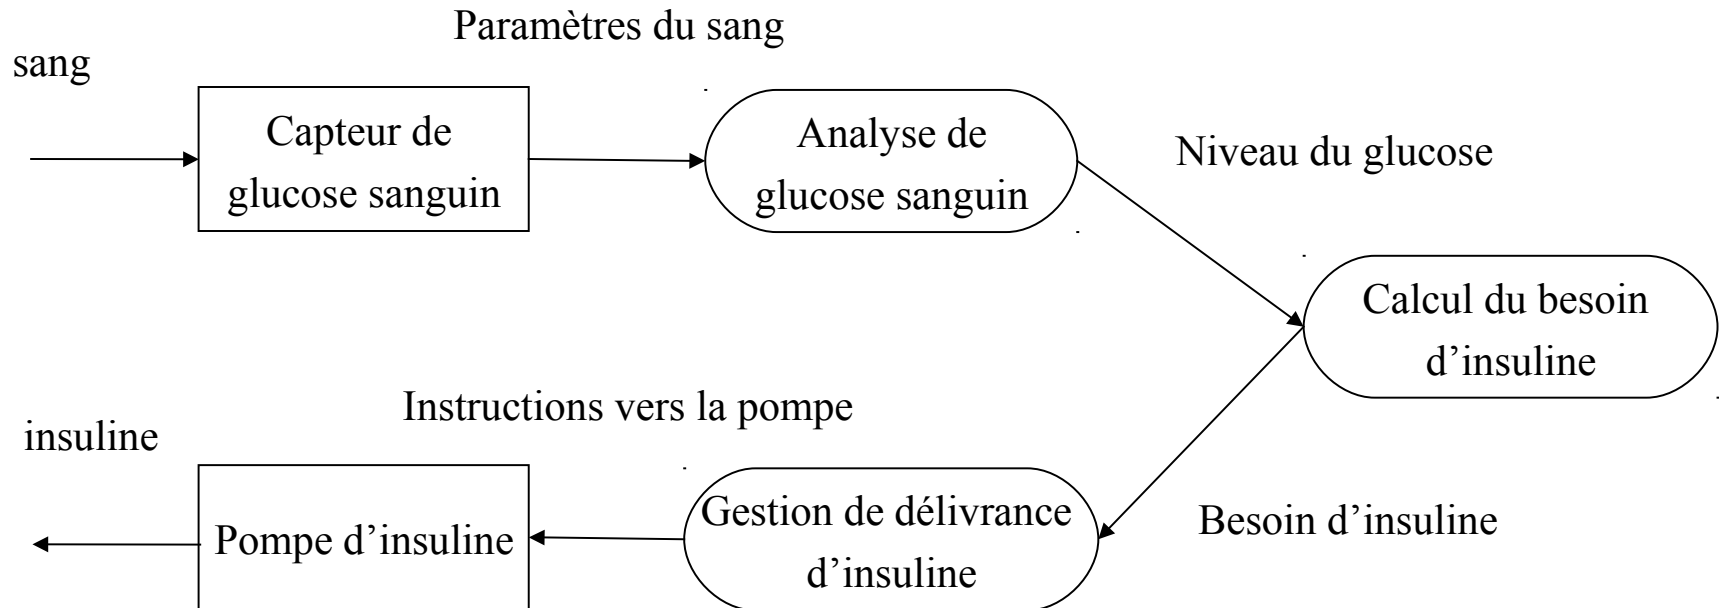 Paramètres du sang
sang
Capteur de
glucose sanguin
Analyse de
glucose sanguin
Niveau du glucose
Calcul du besoin
d’insuline
Instructions vers la pompe
insuline
Pompe d’insuline
Gestion de délivrance
d’insuline
Besoin d’insuline